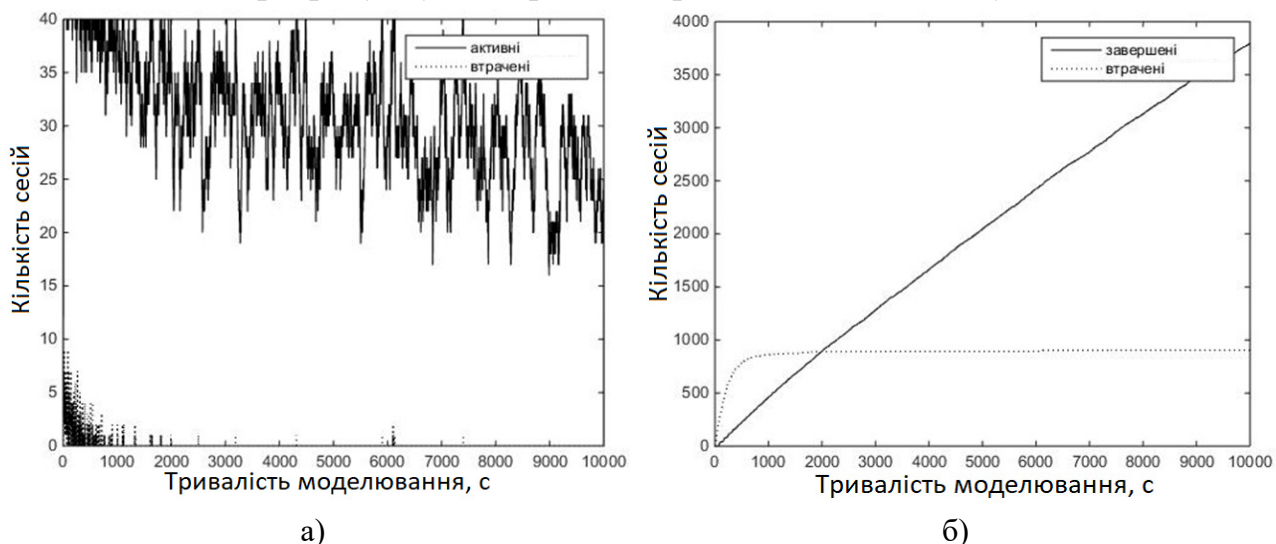 40
35
30
25
20
15
10
5
0
Кількість сесій
активні
втрачені
0 1000 2000 3000 4000 5000 6000 7000 8000 9000 10000
Тривалість моделювання, с
а)
4000
3500
3000
2500
2000
1500
1000
500
0
Кількість сесій
завершені
втрачені
0 1000 2000 3000 4000 5000 6000 7000 8000 9000 10000
Тривалість моделювання, с
б)